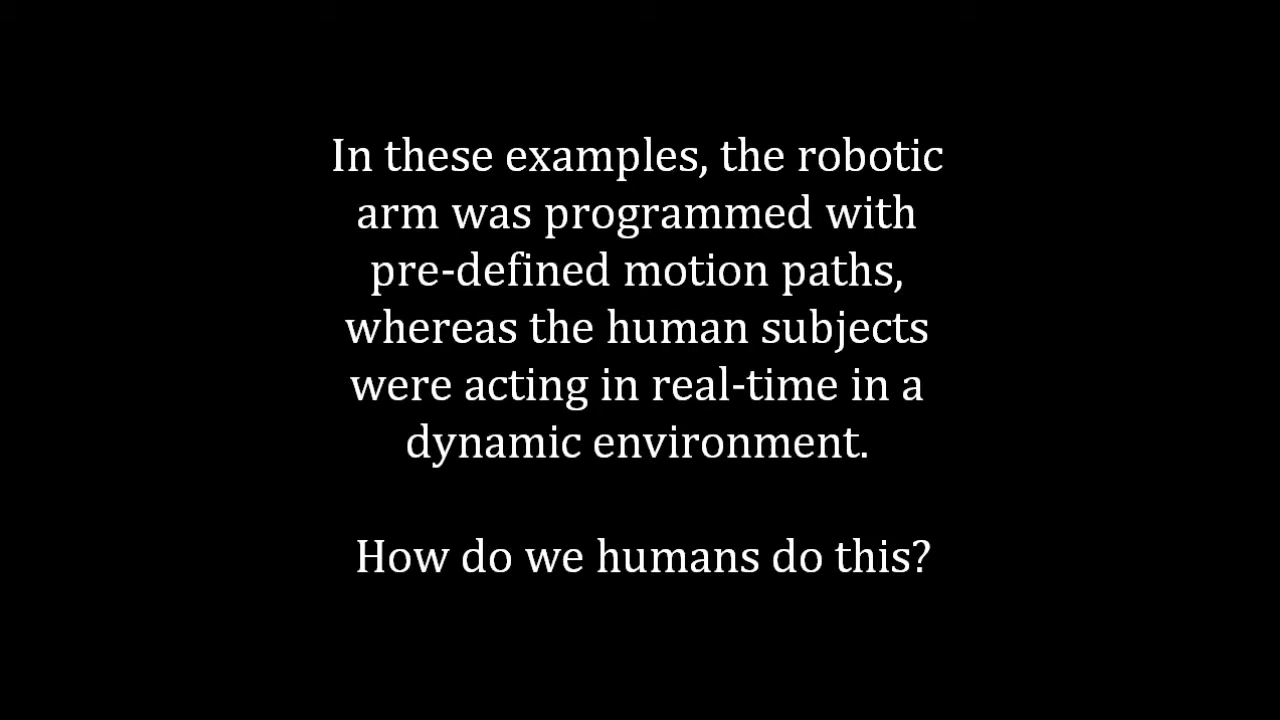 In these examples, the robotic
arm was programmed with
pre-defined motion paths,
whereas the human subjects
were acting in real-time in a
dynamic environment.
How do we humans do this?